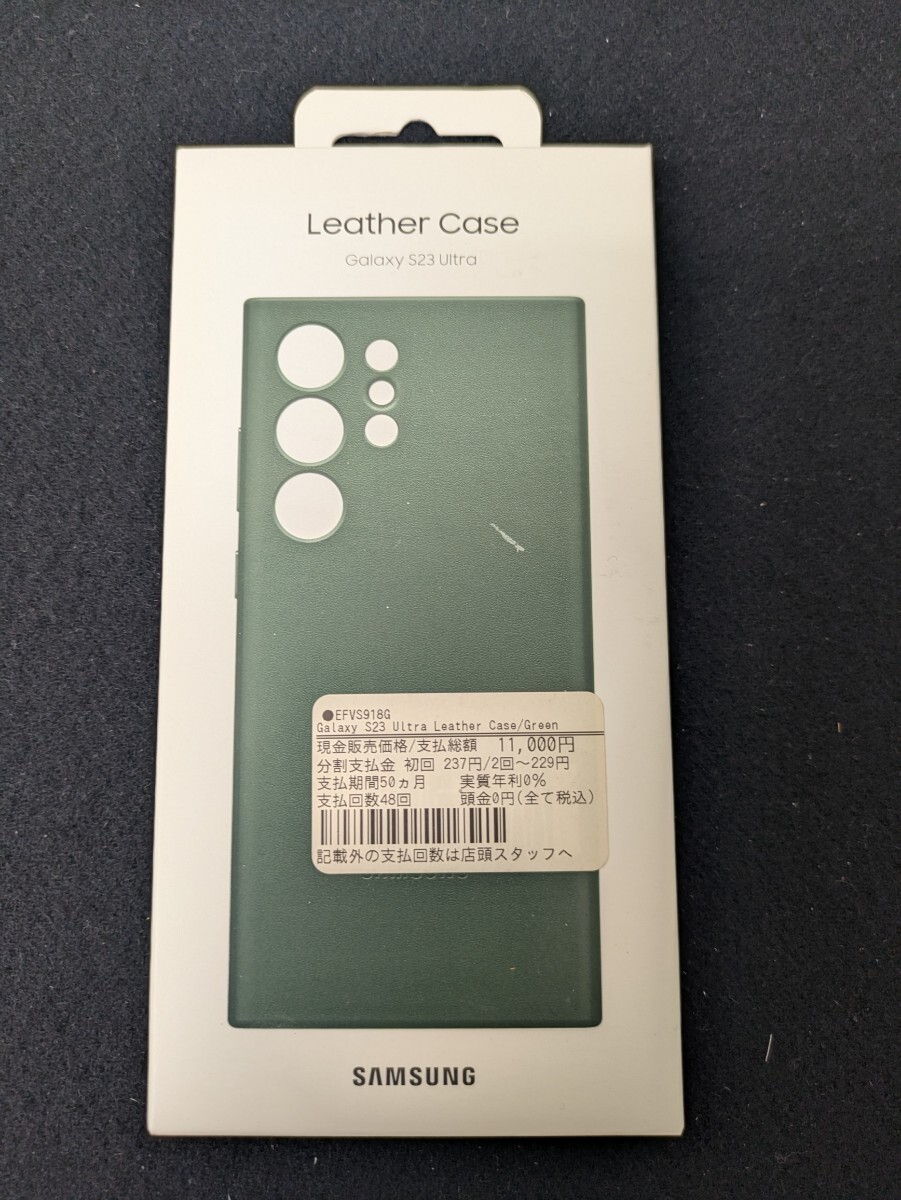 Leather Case
Galaxy S23 Ultra
●EFVS918G
Galaxy S23 Ultra Leather Case/Green
現金販売価格/支払総額 11,000円
分割支払金 初回 237円/2回～229円
支払期間50ヵ月 実質年利0%
支払回数48回 頭金0円(全て税込)
記載外の支払回数は店頭スタッフへ
SAMSUNG
SAMSUNG